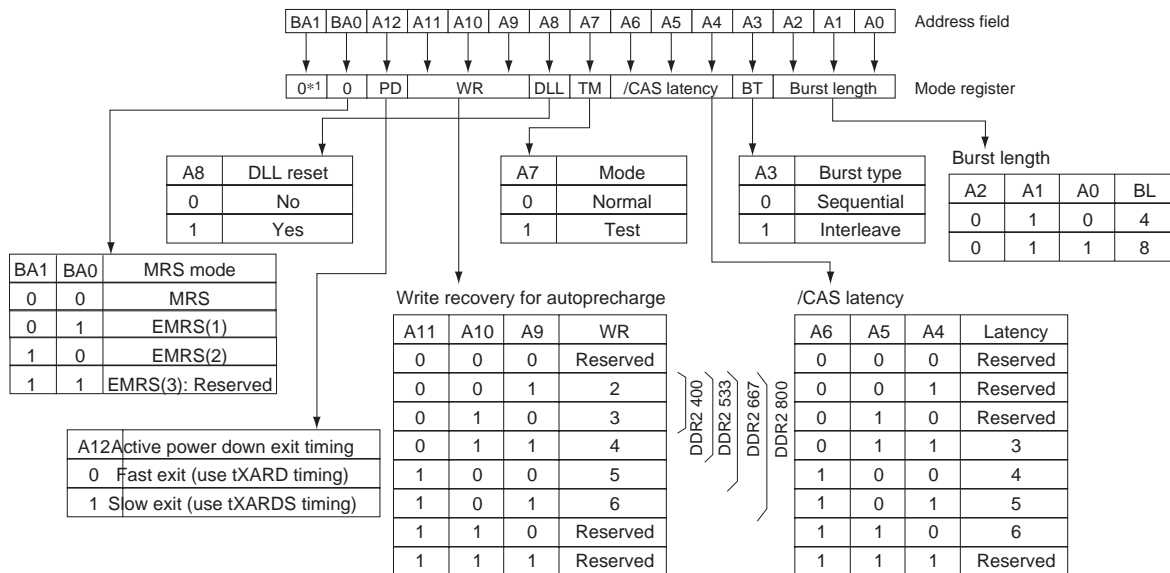 BA1 BA0 A12 A11 A10 A9 A8 A7 A6 A5 A4 A3 A2 A1 A0 Address field
0*1 0 PD WR DLL TM /CAS latency BT Burst length Mode register
A8 DLL reset
0 No
1 Yes
A7 Mode
0 Normal
1 Test
A3 Burst type
0 Sequential
1 Interleave
Burst length
A2 A1 A0 BL
0 1 0 4
0 1 1 8
BA1 BA0 MRS mode
0 0 MRS
0 1 EMRS(1)
1 0 EMRS(2)
1 1 EMRS(3): Reserved
A12 Active power down exit timing
0 Fast exit (use tXARD timing)
1 Slow exit (use tXARDS timing)
Write recovery for autoprecharge
A11 A10 A9 WR
0 0 0 Reserved
0 0 1 2
0 1 0 3
0 1 1 4
1 0 0 5
1 0 1 6
1 1 0 Reserved
1 1 1 Reserved
DDR2 400
DDR2 533
DDR2 667
DDR2 800
/CAS latency
A6 A5 A4 Latency
0 0 0 Reserved
0 0 1 Reserved
0 1 0 Reserved
0 1 1 3
1 0 0 4
1 0 1 5
1 1 0 6
1 1 1 Reserved